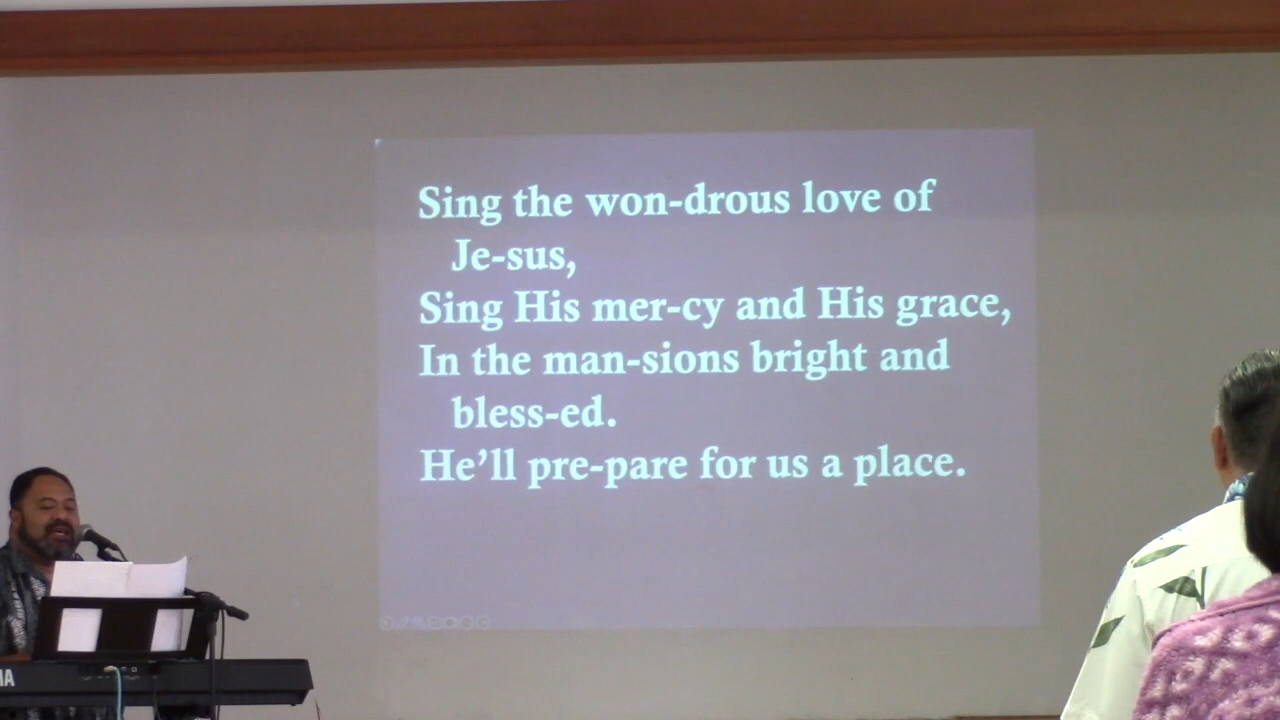 Sing the won-drous love of
Je-sus,
Sing His mer-cy and His grace,
In the man-sions bright and
bless-ed.
He’ll pre-pare for us a place.